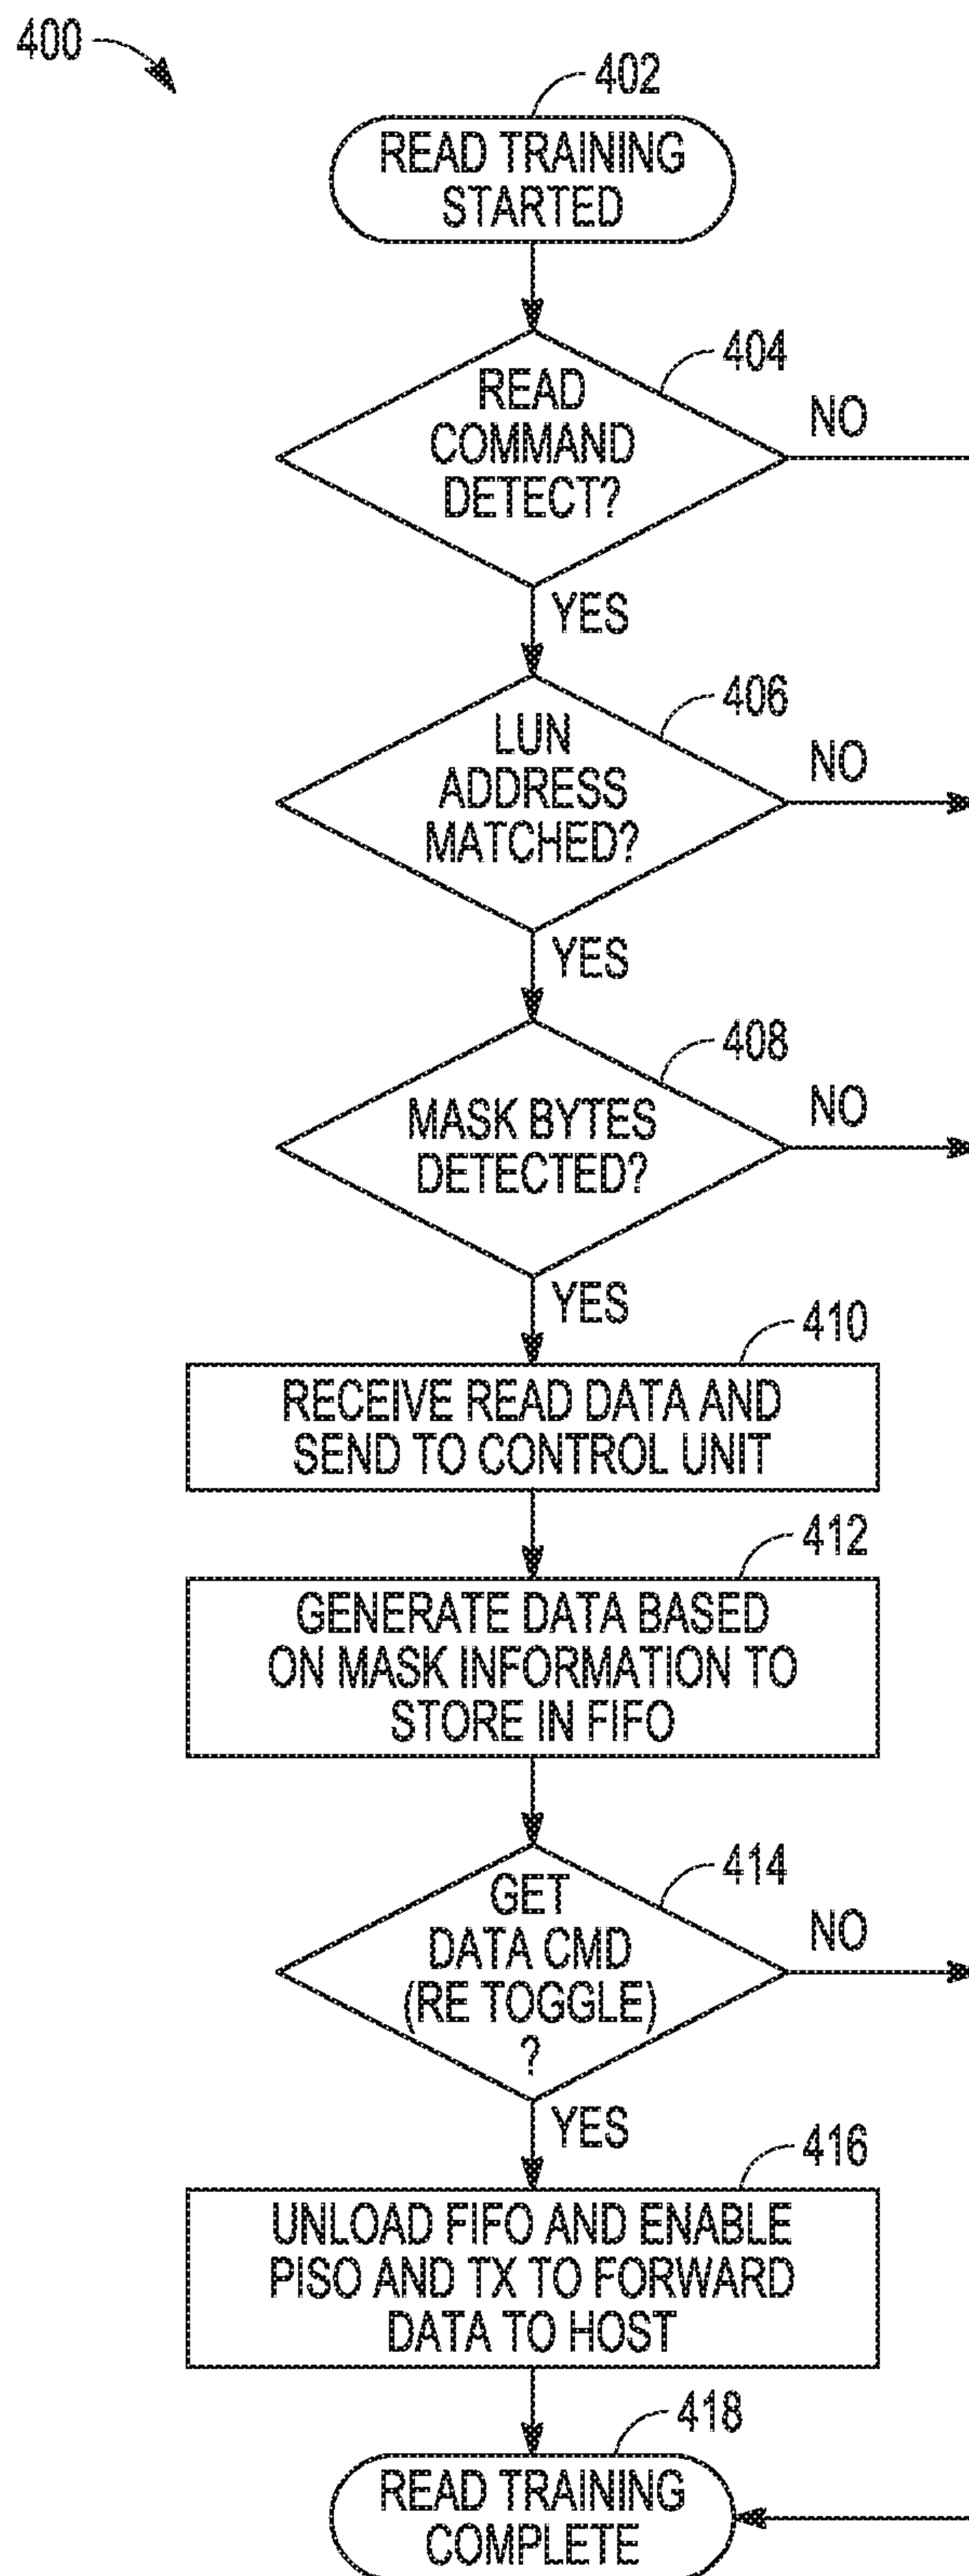 400
402
READ TRAINING
STARTED
404
READ
COMMAND
DETECT?
NO
YES
406
LUN
ADDRESS
MATCHED?
NO
YES
408
MASK BYTES
DETECTED?
NO
YES
410
RECEIVE READ DATA AND
SEND TO CONTROL UNIT
412
GENERATE DATA BASED
ON MASK INFORMATION TO
STORE IN FIFO
414
GET
DATA CMD
(RE TOGGLE)
?
NO
YES
416
UNLOAD FIFO AND ENABLE
PISO AND TX TO FORWARD
DATA TO HOST
418
READ TRAINING
COMPLETE